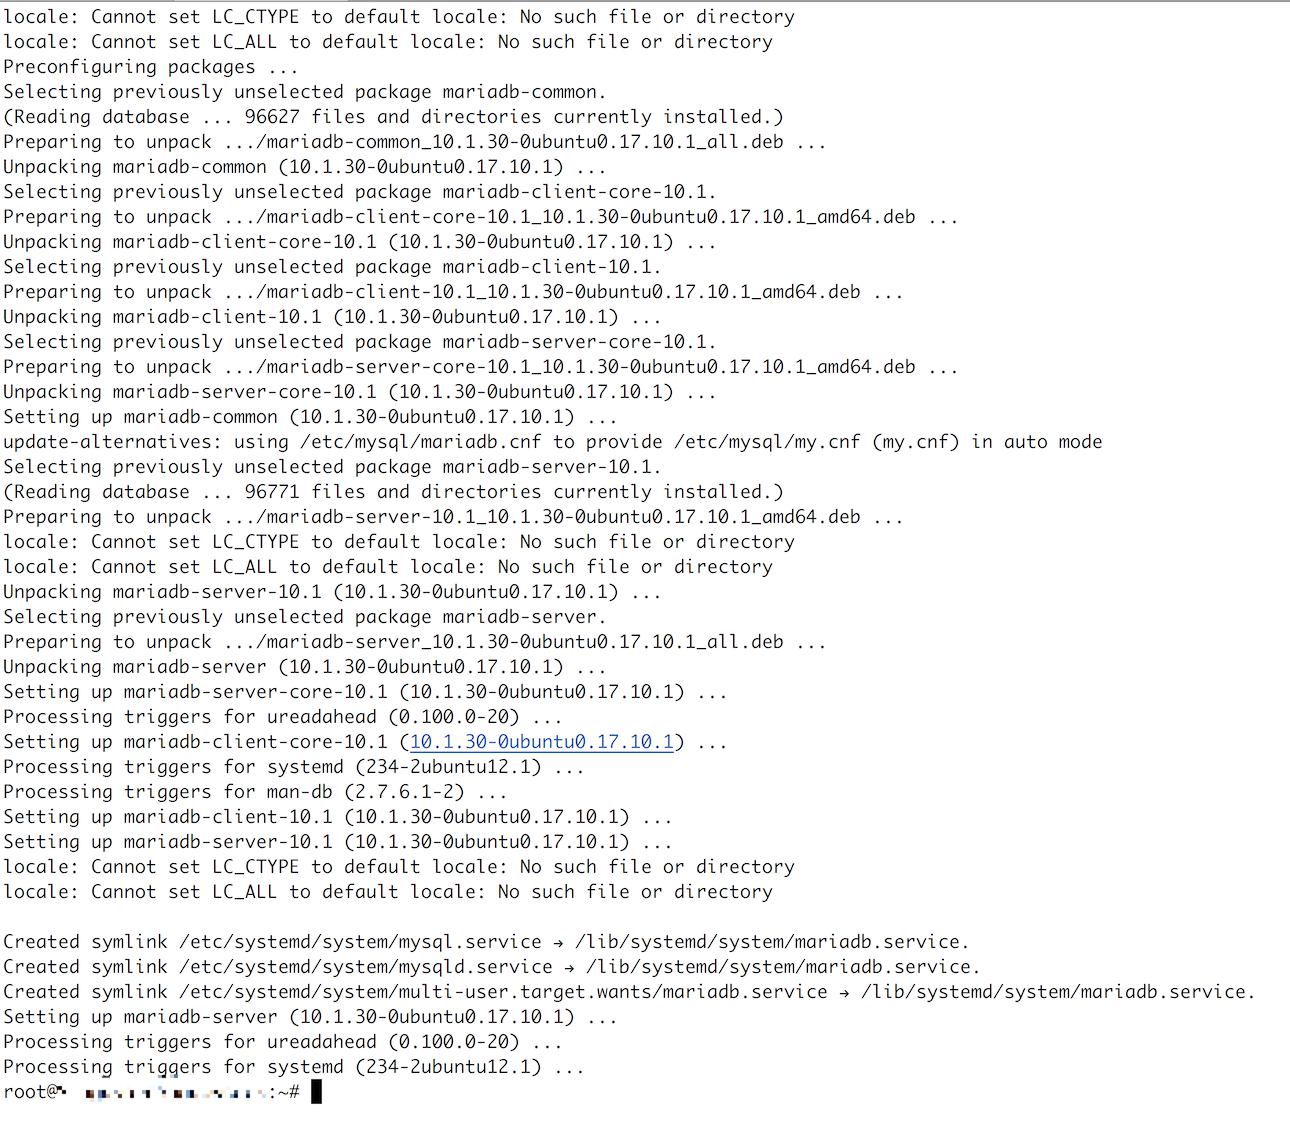 locale: Cannot set LC_CTYPE to default locale: No such file or directory
locale: Cannot set LC_ALL to default locale: No such file or directory
Preconfiguring packages ...
Selecting previously unselected package mariadb-common.
(Reading database ... 96627 files and directories currently installed.)
Preparing to unpack .../mariadb-common_10.1.30-0ubuntu0.17.10.1_all.deb ...
Unpacking mariadb-common (10.1.30-0ubuntu0.17.10.1) ...
Selecting previously unselected package mariadb-client-core-10.1.
Preparing to unpack .../mariadb-client-core-10.1_10.1.30-0ubuntu0.17.10.1_amd64.deb ...
Unpacking mariadb-client-core-10.1 (10.1.30-0ubuntu0.17.10.1) ...
Selecting previously unselected package mariadb-client-10.1.
Preparing to unpack .../mariadb-client-10.1_10.1.30-0ubuntu0.17.10.1_amd64.deb ...
Unpacking mariadb-client-10.1 (10.1.30-0ubuntu0.17.10.1) ...
Selecting previously unselected package mariadb-server-core-10.1.
Preparing to unpack .../mariadb-server-core-10.1_10.1.30-0ubuntu0.17.10.1_amd64.deb ...
Unpacking mariadb-server-core-10.1 (10.1.30-0ubuntu0.17.10.1) ...
Setting up mariadb-common (10.1.30-0ubuntu0.17.10.1) ...
update-alternatives: using /etc/mysql/mariadb.cnf to provide /etc/mysql/my.cnf (my.cnf) in auto mode
Selecting previously unselected package mariadb-server-10.1.
(Reading database ... 96771 files and directories currently installed.)
Preparing to unpack .../mariadb-server-10.1_10.1.30-0ubuntu0.17.10.1_amd64.deb ...
locale: Cannot set LC_CTYPE to default locale: No such file or directory
locale: Cannot set LC_ALL to default locale: No such file or directory
Unpacking mariadb-server-10.1 (10.1.30-0ubuntu0.17.10.1) ...
Selecting previously unselected package mariadb-server.
Preparing to unpack .../mariadb-server_10.1.30-0ubuntu0.17.10.1_all.deb ...
Unpacking mariadb-server (10.1.30-0ubuntu0.17.10.1) ...
Setting up mariadb-server-core-10.1 (10.1.30-0ubuntu0.17.10.1) ...
Processing triggers for ureadahead (0.100.0-20) ...
Setting up mariadb-client-core-10.1 (10.1.30-0ubuntu0.17.10.1) ...
Processing triggers for systemd (234-2ubuntu12.1) ...
Processing triggers for man-db (2.7.6.1-2) ...
Setting up mariadb-client-10.1 (10.1.30-0ubuntu0.17.10.1) ...
Setting up mariadb-server-10.1 (10.1.30-0ubuntu0.17.10.1) ...
locale: Cannot set LC_CTYPE to default locale: No such file or directory
locale: Cannot set LC_ALL to default locale: No such file or directory
Created symlink /etc/systemd/system/mysql.service → /lib/systemd/system/mariadb.service.
Created symlink /etc/systemd/system/mysqld.service → /lib/systemd/system/mariadb.service.
Created symlink /etc/systemd/system/multi-user.target.wants/mariadb.service → /lib/systemd/system/mariadb.service.
Setting up mariadb-server (10.1.30-0ubuntu0.17.10.1) ...
Processing triggers for ureadahead (0.100.0-20) ...
Processing triggers for systemd (234-2ubuntu12.1) ...
root@ :~#